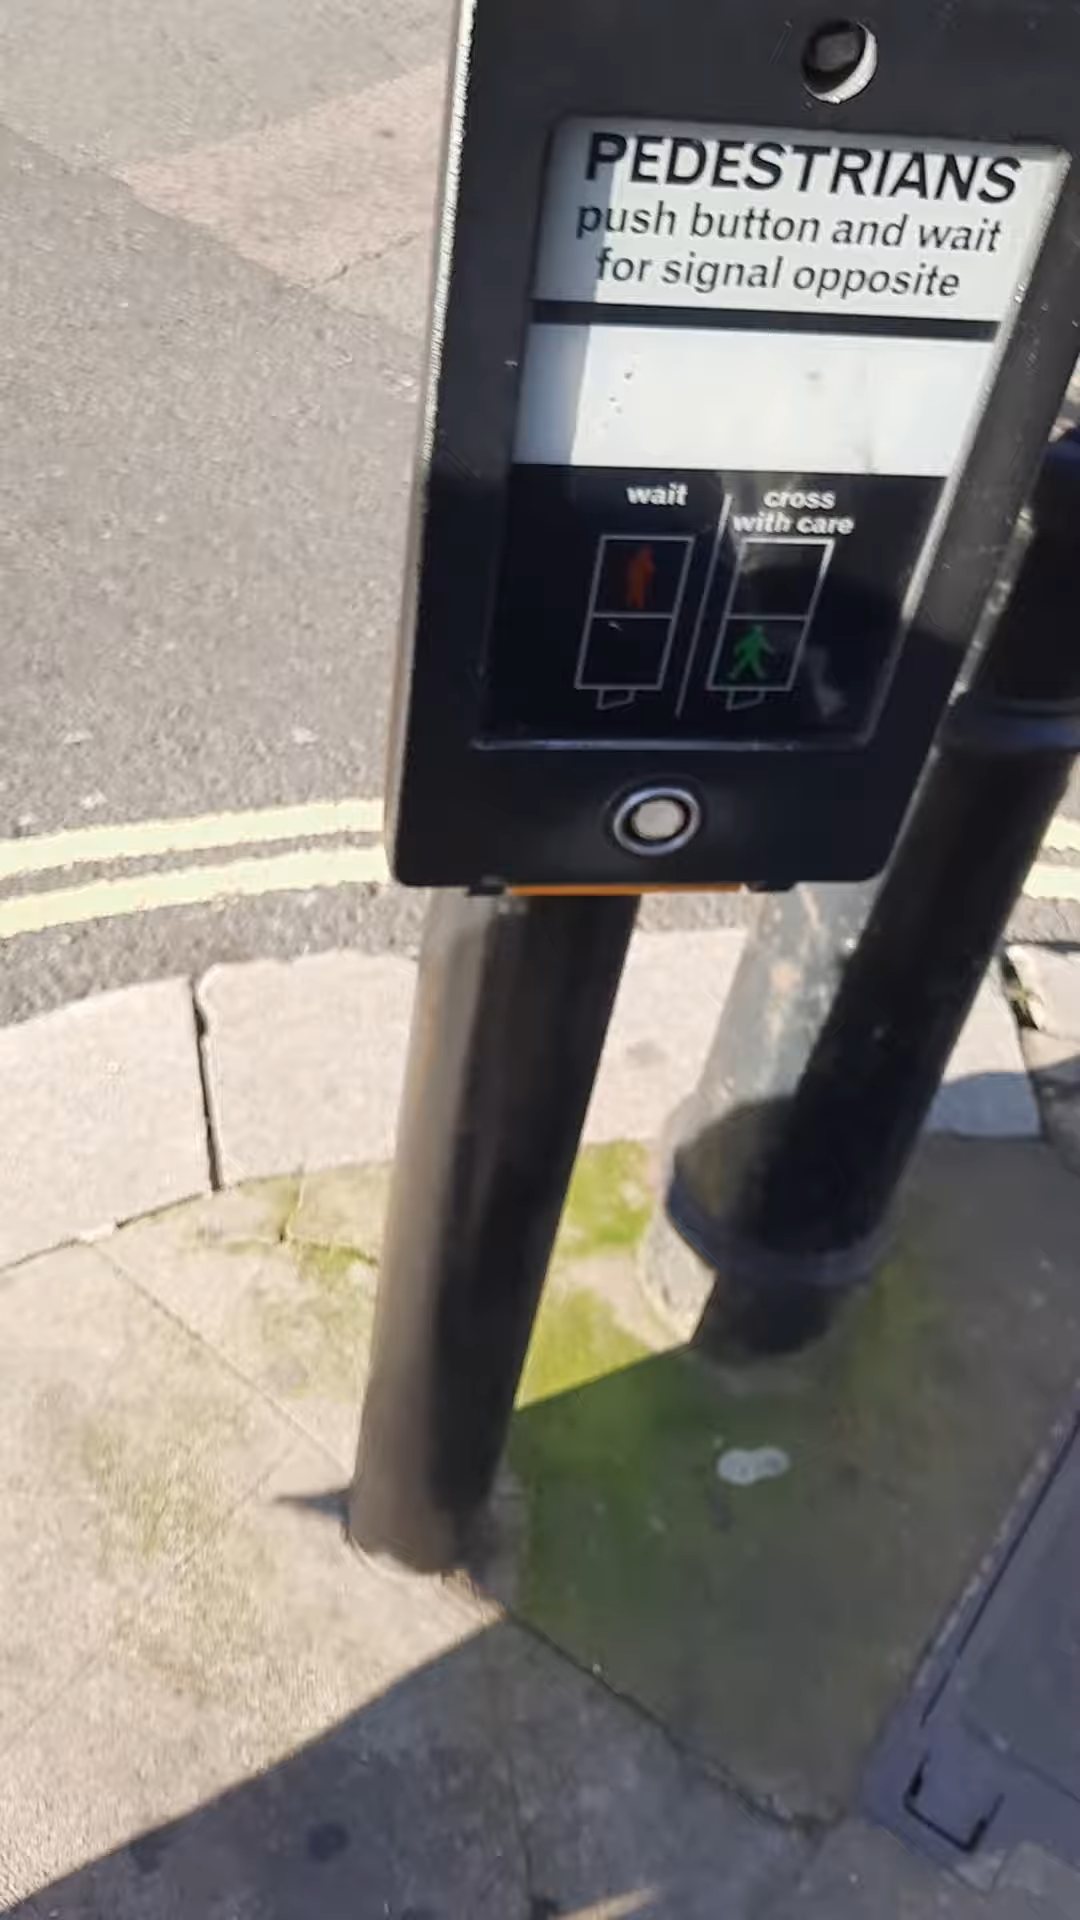 PEDESTRIANS
push button and wait
for signal opposite
wait
cross
with care